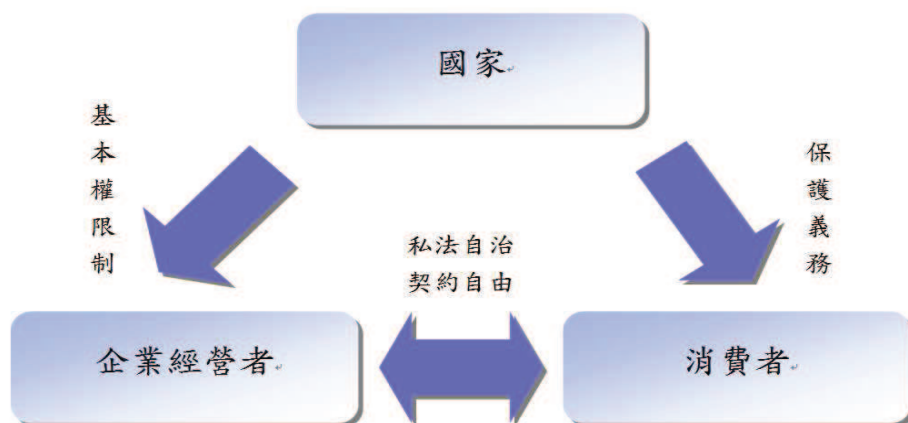 國家
基本權限制
保護義務
私法自治
契約自由
企業經營者
消費者